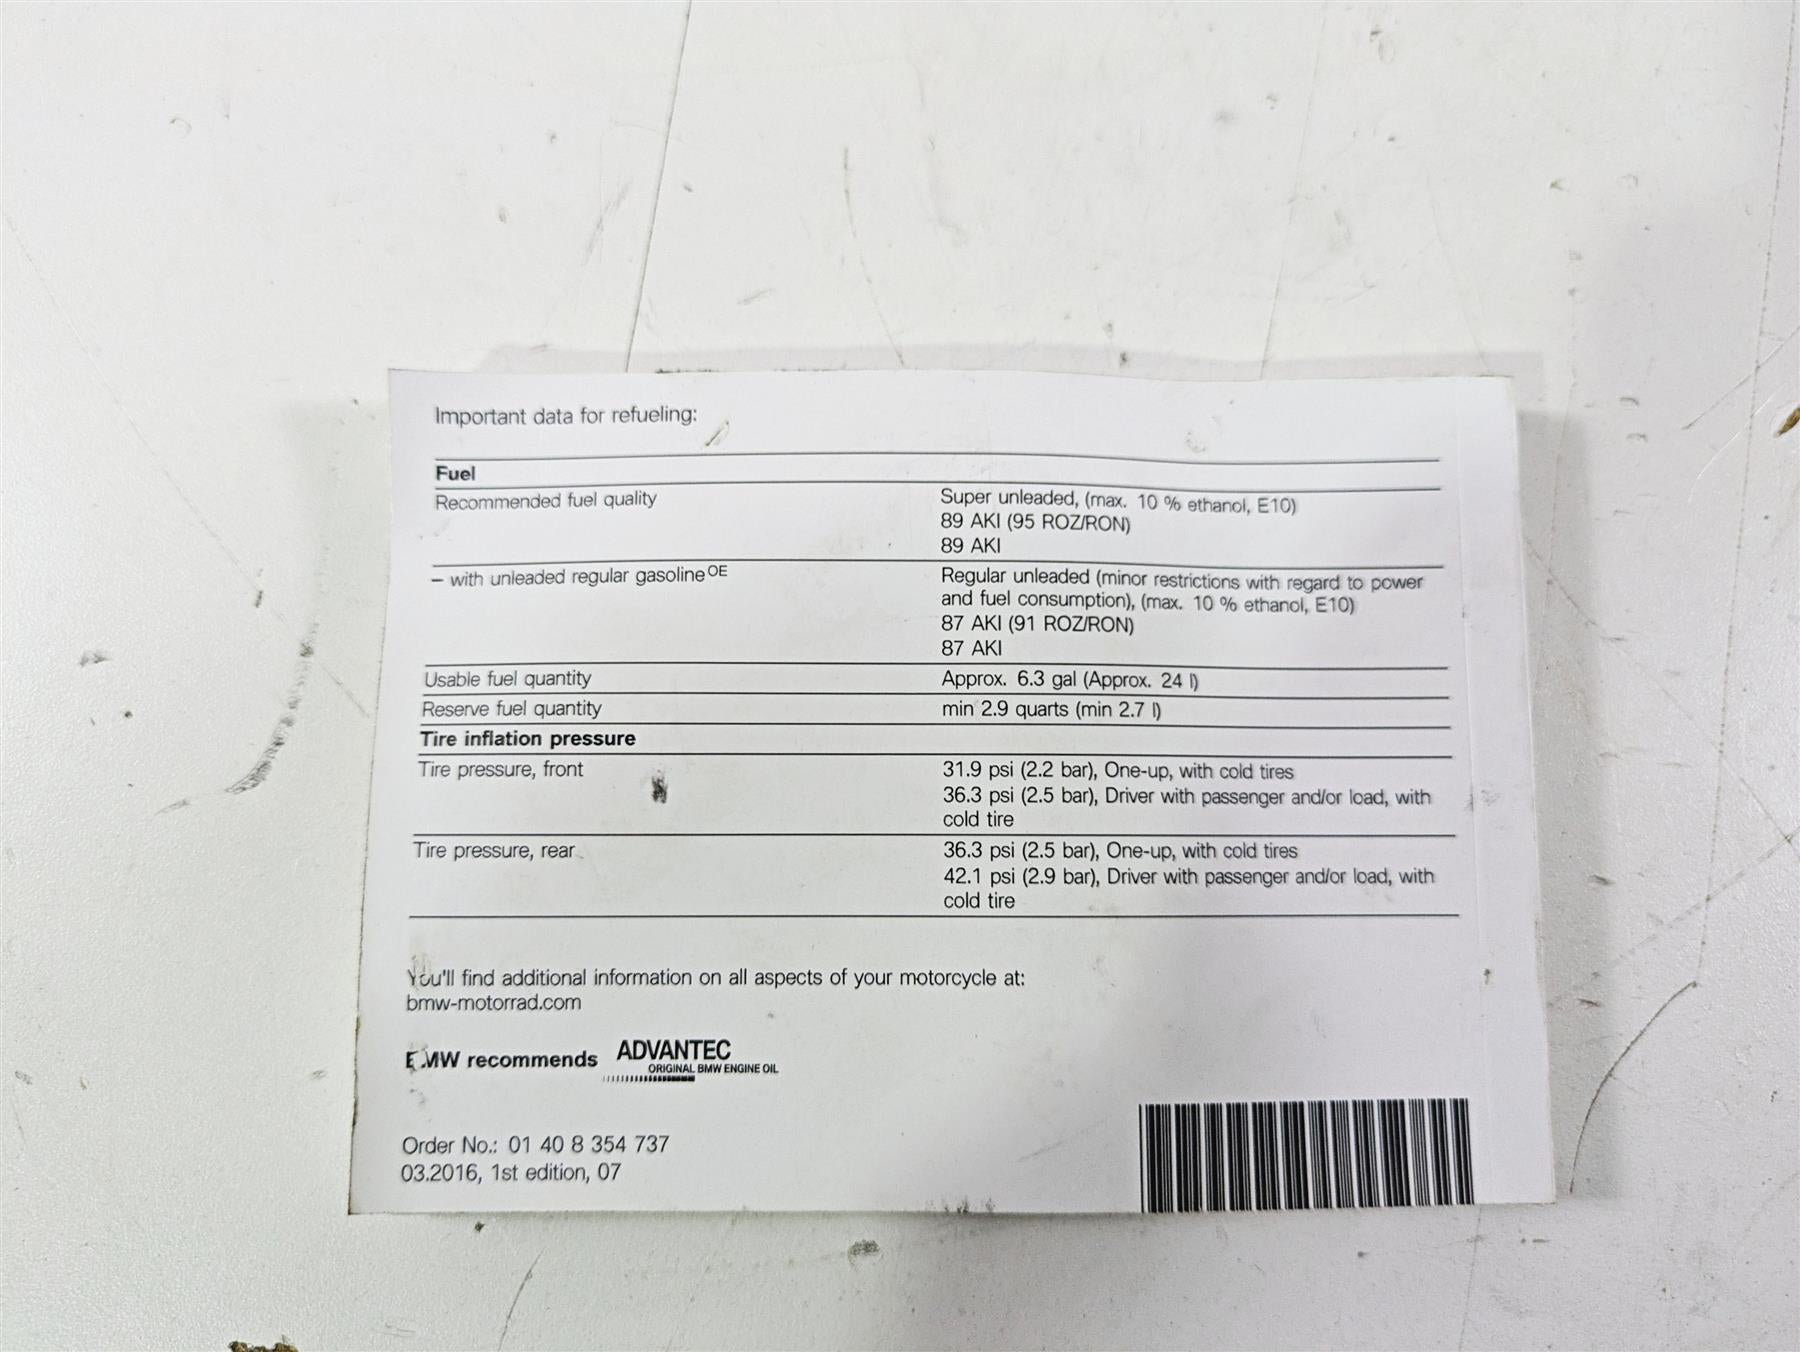 Important data for refueling:
Fuel
Recommended fuel quality
Super unleaded, (max. 10 % ethanol, E10)
89 AKI (95 ROZ/RON)
89 AKI
– with unleaded regular gasoline OE
Regular unleaded (minor restrictions with regard to power
and fuel consumption), (max. 10 % ethanol, E10)
87 AKI (91 ROZ/RON)
87 AKI
Usable fuel quantity Approx. 6.3 gal (Approx. 24 l)
Reserve fuel quantity min 2.9 quarts (min 2.7 l)
Tire inflation pressure
Tire pressure, front
31.9 psi (2.2 bar), One-up, with cold tires
36.3 psi (2.5 bar), Driver with passenger and/or load, with
cold tire
Tire pressure, rear
36.3 psi (2.5 bar), One-up, with cold tires
42.1 psi (2.9 bar), Driver with passenger and/or load, with
cold tire
You'll find additional information on all aspects of your motorcycle at:
bmw-motorrad.com
BMW recommends ADVANTEC
ORIGINAL BMW ENGINE OIL
Order No.: 01 40 8 354 737
03.2016, 1st edition, 07